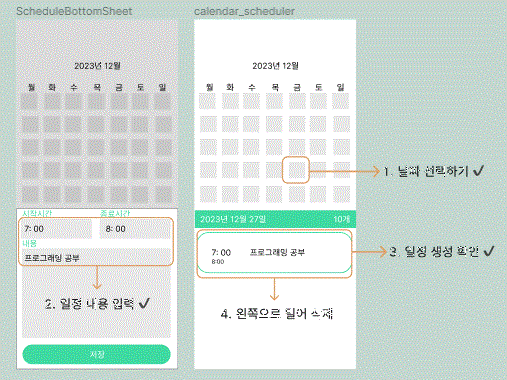 ScheduleBottomSheet
2023년 12월
월 화 수 목 금 토 일
시작시간 종료시간
7: 00 8: 00
내용
프로그래밍 공부
2. 일정 내용 입력 ✔
저장
calendar_scheduler
2023년 12월
월 화 수 목 금 토 일
1. 날짜 선택하기 ✔
2023년 12월 27일 10개
7: 00 프로그래밍 공부
8:00
3. 일정 생성 확인 ✔
4. 왼쪽으로 밀어 삭제